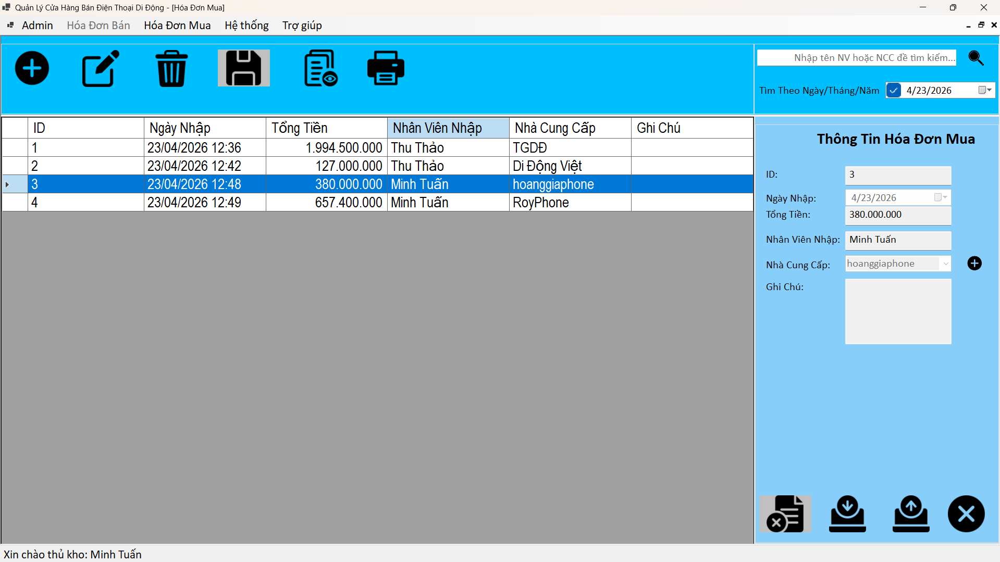 Quản Lý Cửa Hàng Bán Điện Thoại Di Động - [Hóa Đơn Mua]
Admin Hóa Đơn Bán Hóa Đơn Mua Hệ thống Trợ giúp
Nhập tên NV hoặc NCC đề tìm kiếm...
Tìm Theo Ngày/Tháng/Năm 4/23/2026
ID Ngày Nhập Tổng Tiền Nhân Viên Nhập Nhà Cung Cấp Ghi Chú
1 23/04/2026 12:36 1.994.500.000 Thu Thảo TGDĐ
2 23/04/2026 12:42 127.000.000 Thu Thảo Di Động Việt
3 23/04/2026 12:48 380.000.000 Minh Tuấn hoanggiaphone
4 23/04/2026 12:49 657.400.000 Minh Tuấn RoyPhone
Thông Tin Hóa Đơn Mua
ID: 3
Ngày Nhập: 4/23/2026
Tổng Tiền: 380.000.000
Nhân Viên Nhập: Minh Tuấn
Nhà Cung Cấp: hoanggiaphone
Ghi Chú:
Xin chào thủ kho: Minh Tuấn